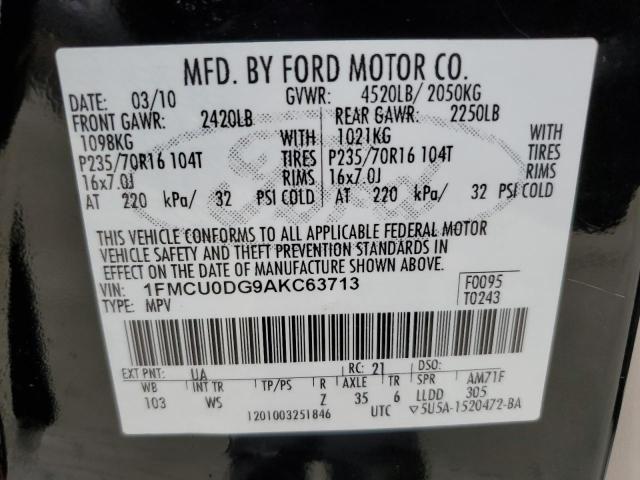 MFD. BY FORD MOTOR CO.
DATE: 03/10 GVWR: 4520LB/ 2050KG
FRONT GAWR: 2420LB REAR GAWR: 2250LB
1098KG WITH 1021KG WITH
P235/70R16 104T TIRES P235/70R16 104T TIRES
16x7.0J RIMS 16x7.0J RIMS
AT 220 kPa/ 32 PSI COLD AT 220 kPa/ 32 PSI COLD
THIS VEHICLE CONFORMS TO ALL APPLICABLE FEDERAL MOTOR
VEHICLE SAFETY AND THEFT PREVENTION STANDARDS IN
EFFECT ON THE DATE OF MANUFACTURE SHOWN ABOVE.
VIN: 1FMCU0DG9AKC63713 F0095
TYPE: MPV T0243
EXT PNT: UA RC: 21 DSO:
WB INT TR TP/PS R AXLE TR SPR AM71F
103 WS Z 35 6 LLDD 305
1201003251846 UTC ▽5U5A-1520472-BA
Ford